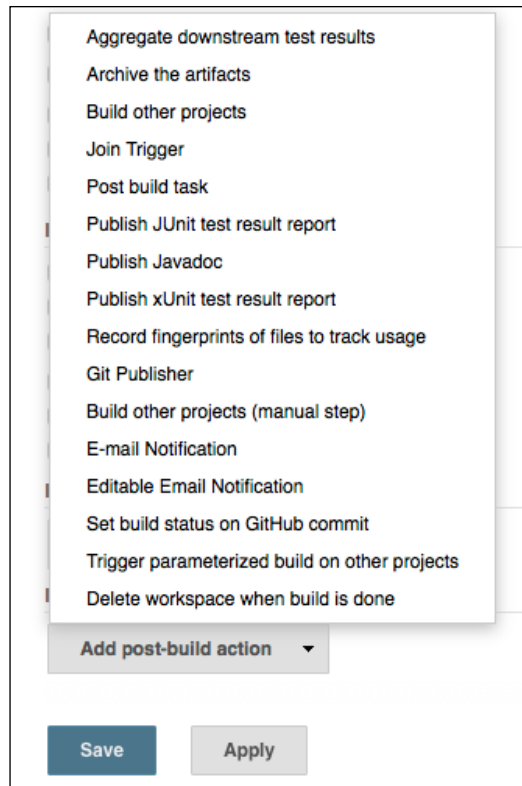 Aggregate downstream test results
Archive the artifacts
Build other projects
Join Trigger
Post build task
Publish JUnit test result report
Publish Javadoc
Publish xUnit test result report
Record fingerprints of files to track usage
Git Publisher
Build other projects (manual step)
E-mail Notification
Editable Email Notification
Set build status on GitHub commit
Trigger parameterized build on other projects
Delete workspace when build is done
Add post-build action
Save
Apply